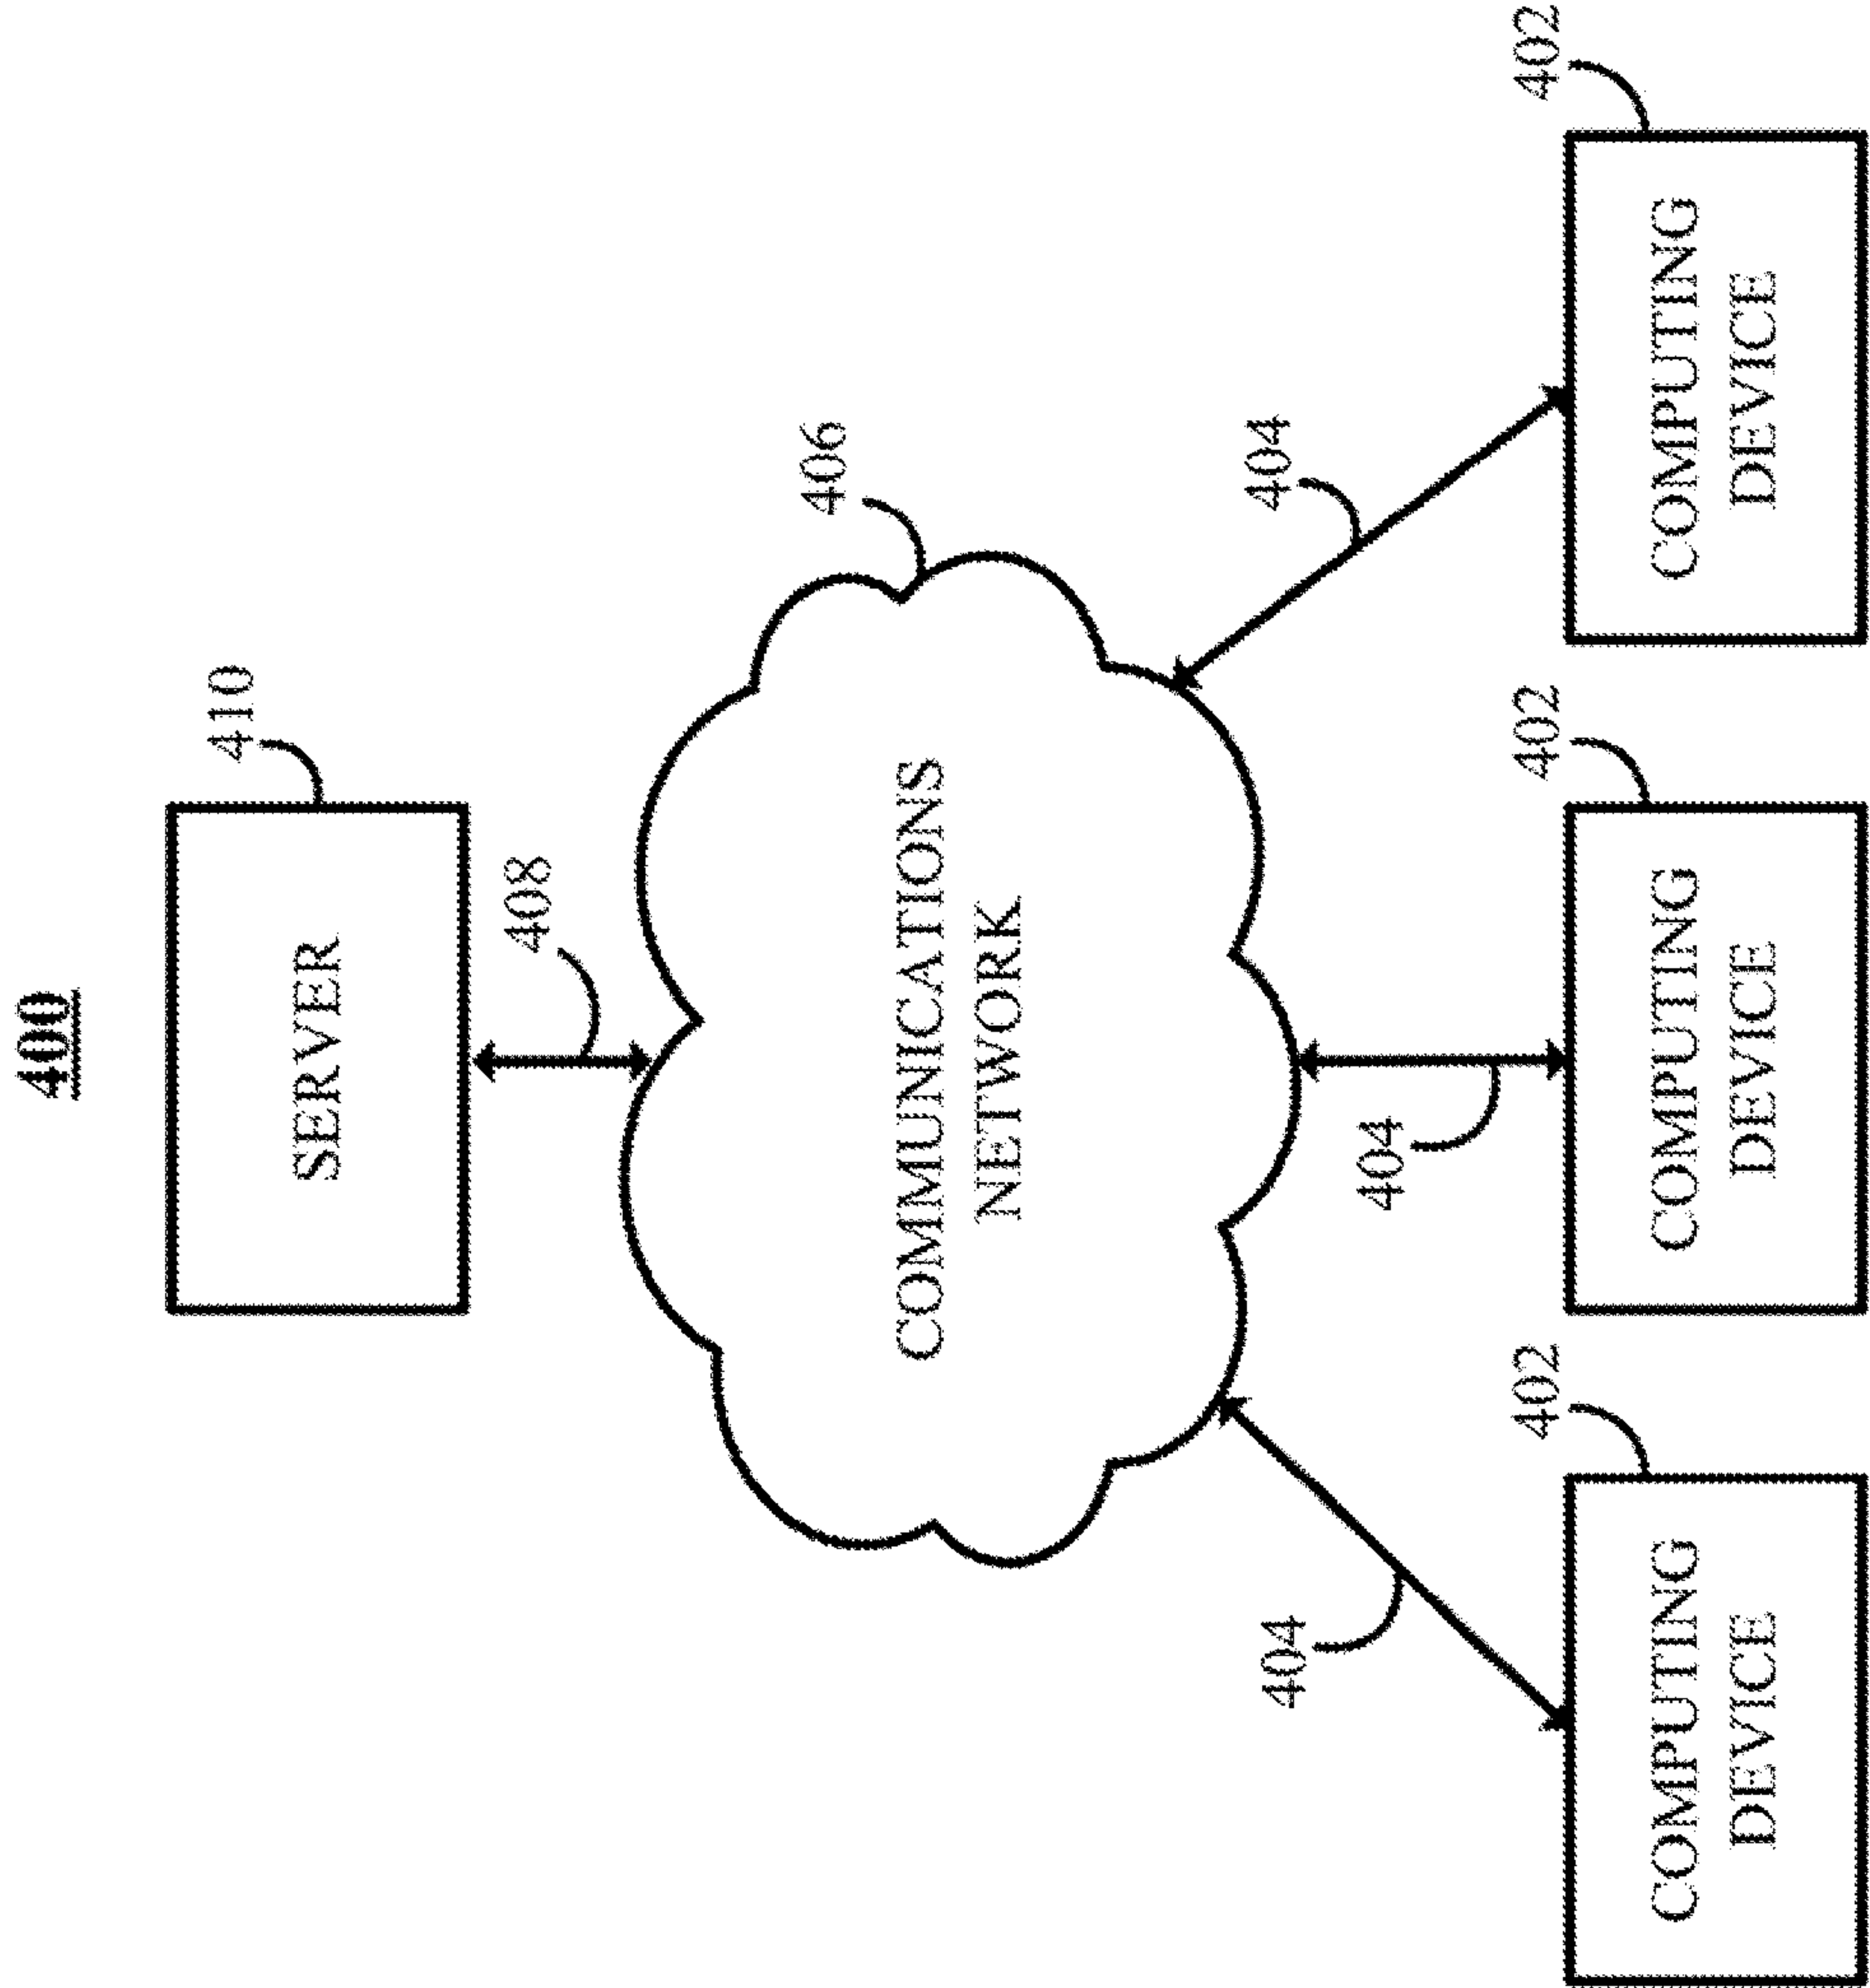 400
SERVER
410
408
406
COMMUNICATIONS
NETWORK
404
404
404
402
402
402
COMPUTING
DEVICE
COMPUTING
DEVICE
COMPUTING
DEVICE